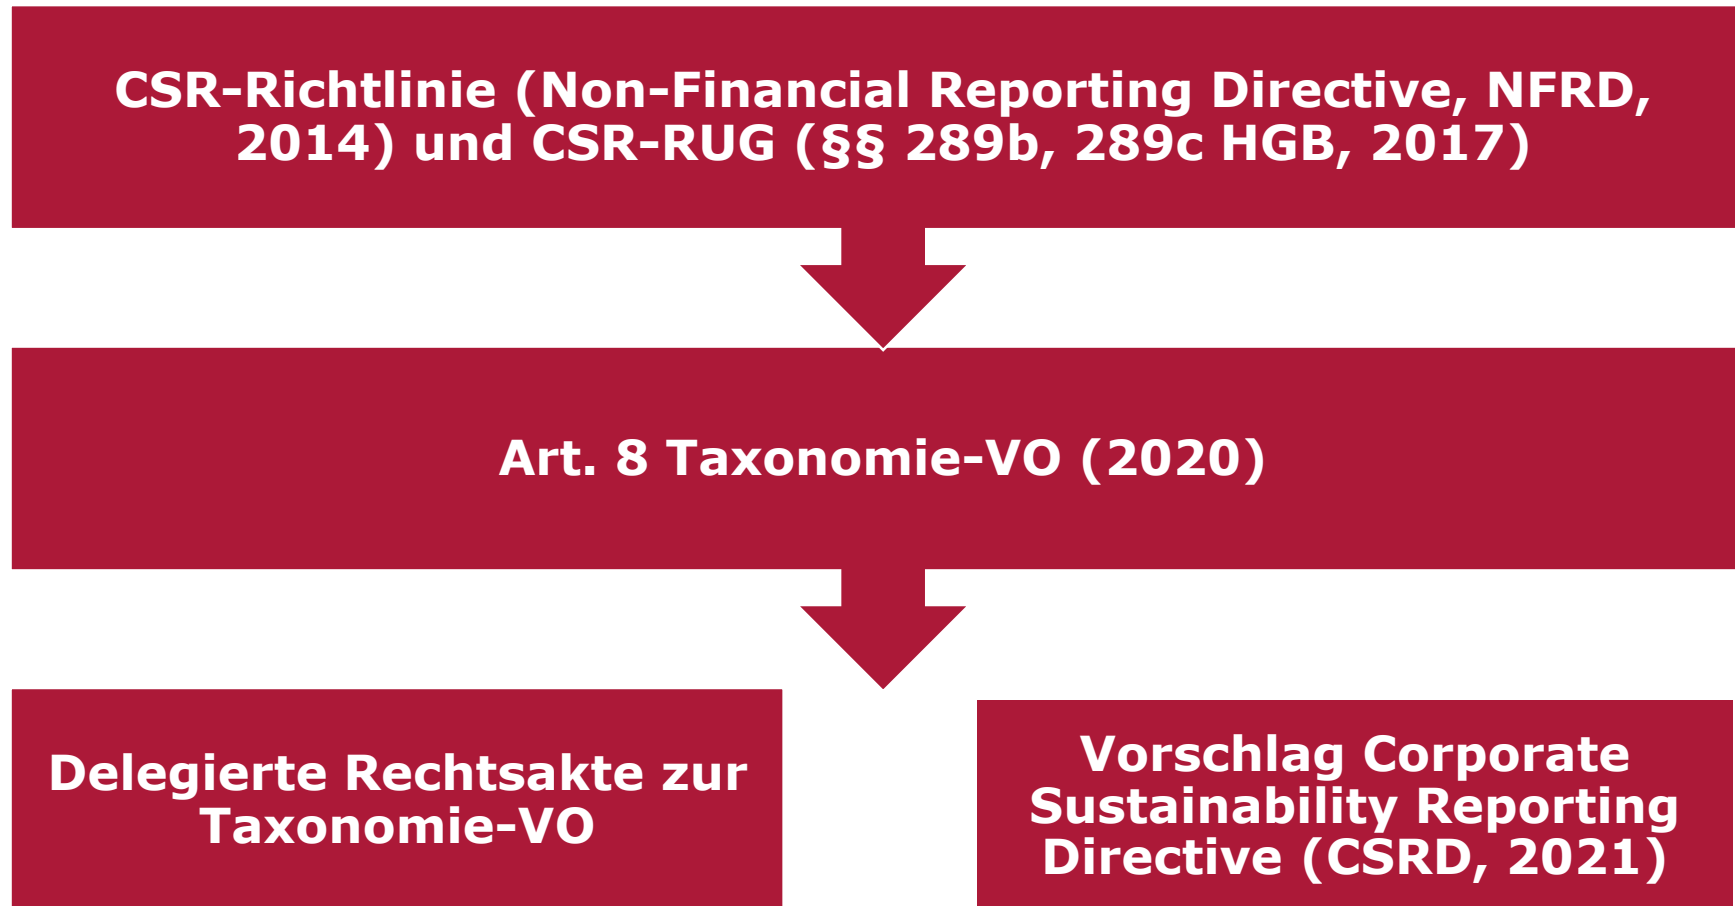 CSR-Richtlinie (Non-Financial Reporting Directive, NFRD,
2014) und CSR-RUG (§§ 289b, 289c HGB, 2017)
Art. 8 Taxonomie-VO (2020)
Delegierte Rechtsakte zur
Taxonomie-VO
Vorschlag Corporate
Sustainability Reporting
Directive (CSRD, 2021)